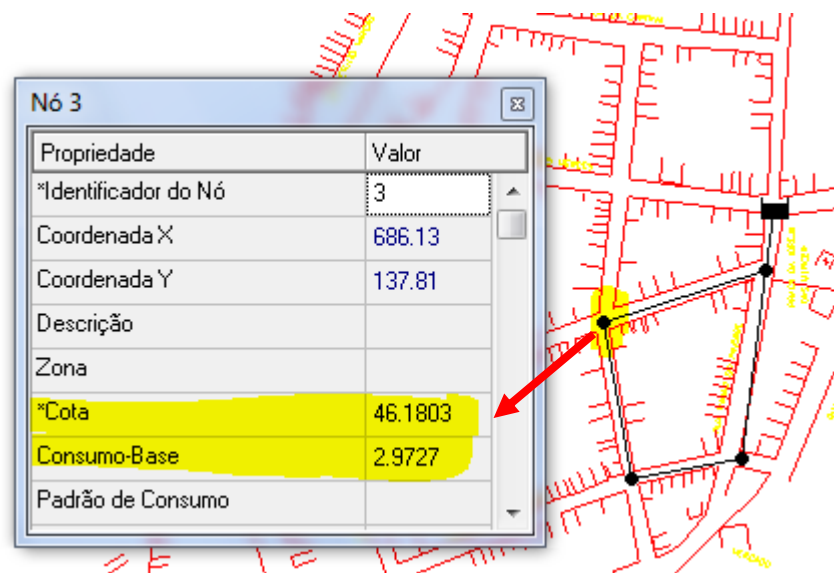 Nó 3
Propriedade Valor
*Identificador do Nó 3
Coordenada X 686.13
Coordenada Y 137.81
Descrição
Zona
*Cota 46.1803
Consumo-Base 2.9727
Padrão de Consumo